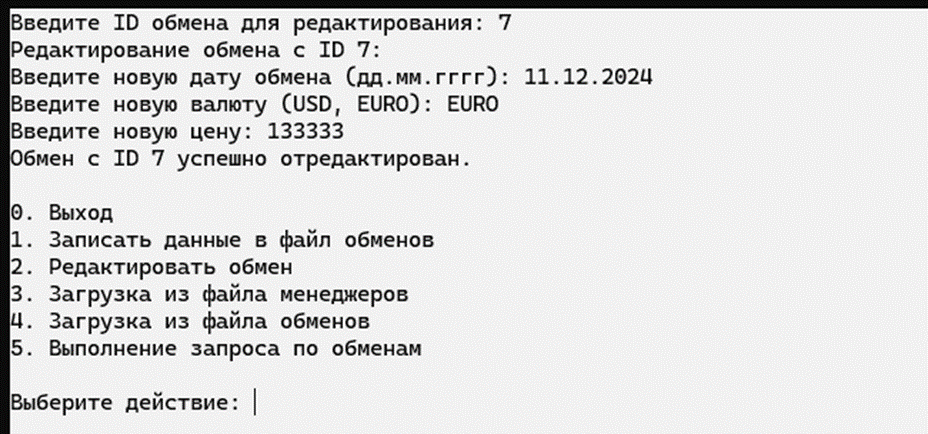 Введите ID обмена для редактирования: 7
Редактирование обмена с ID 7:
Введите новую дату обмена (дд.мм.гггг): 11.12.2024
Введите новую валюту (USD, EURO): EURO
Введите новую цену: 133333
Обмен с ID 7 успешно отредактирован.
0. Выход
1. Записать данные в файл обменов
2. Редактировать обмен
3. Загрузка из файла менеджеров
4. Загрузка из файла обменов
5. Выполнение запроса по обменам
Выберите действие: